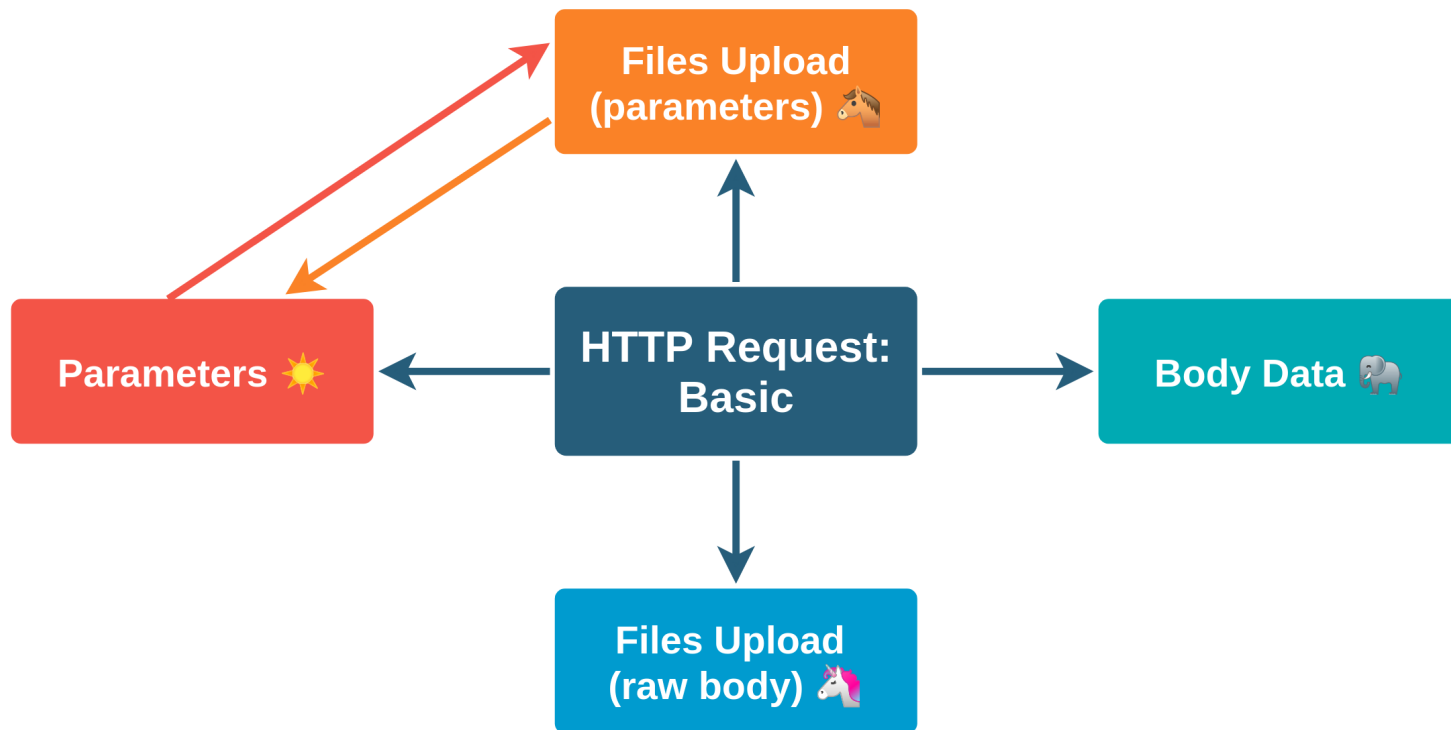 Files Upload
(parameters) 🐴
Parameters ☀️
HTTP Request:
Basic
Body Data 🐘
Files Upload
(raw body) 🦄